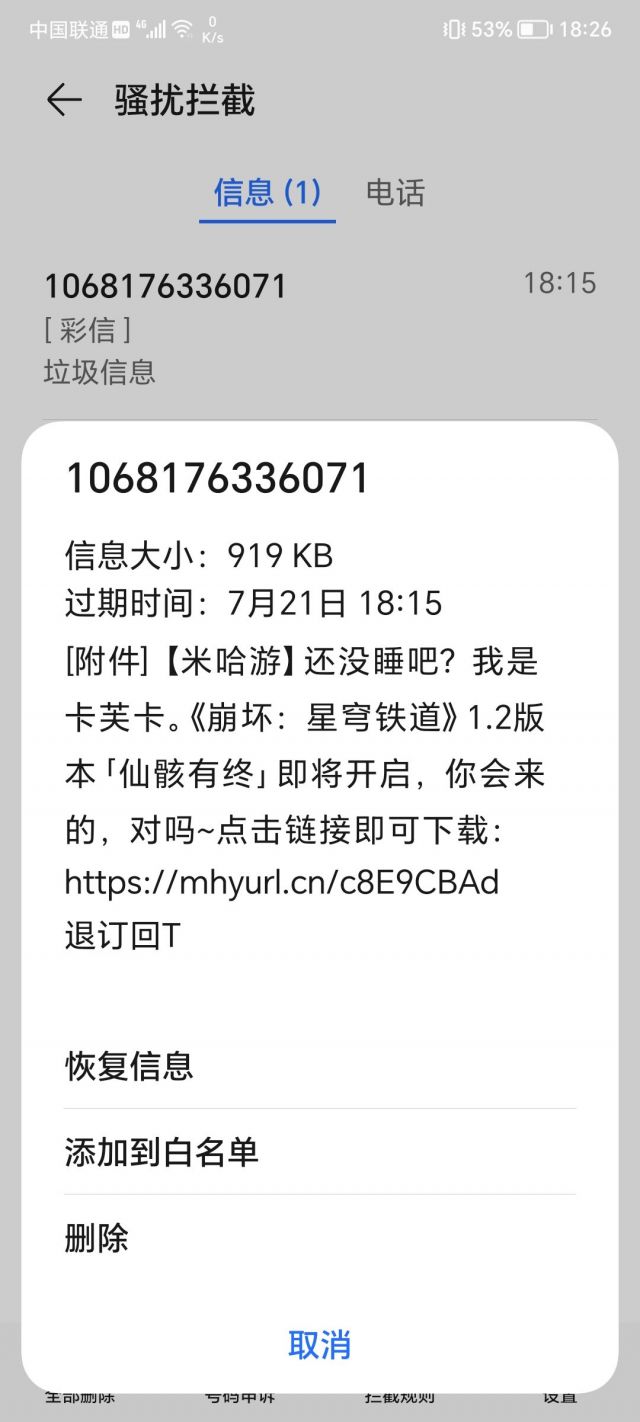 中国联通 HD 4G 0 K/s 53% 18:26
骚扰拦截
信息 (1) 电话
1068176336071 18:15
[ 彩信 ]
垃圾信息
1068176336071
信息大小：919 KB
过期时间：7月21日 18:15
[附件]【米哈游】还没睡吧？我是
卡芙卡。《崩坏：星穹铁道》1.2版
本「仙骸有终」即将开启，你会来
的，对吗~点击链接即可下载：
https://mhyurl.cn/c8E9CBAd
退订回T
恢复信息
添加到白名单
删除
取消
全部删除 号码申诉 拦截规则 设置